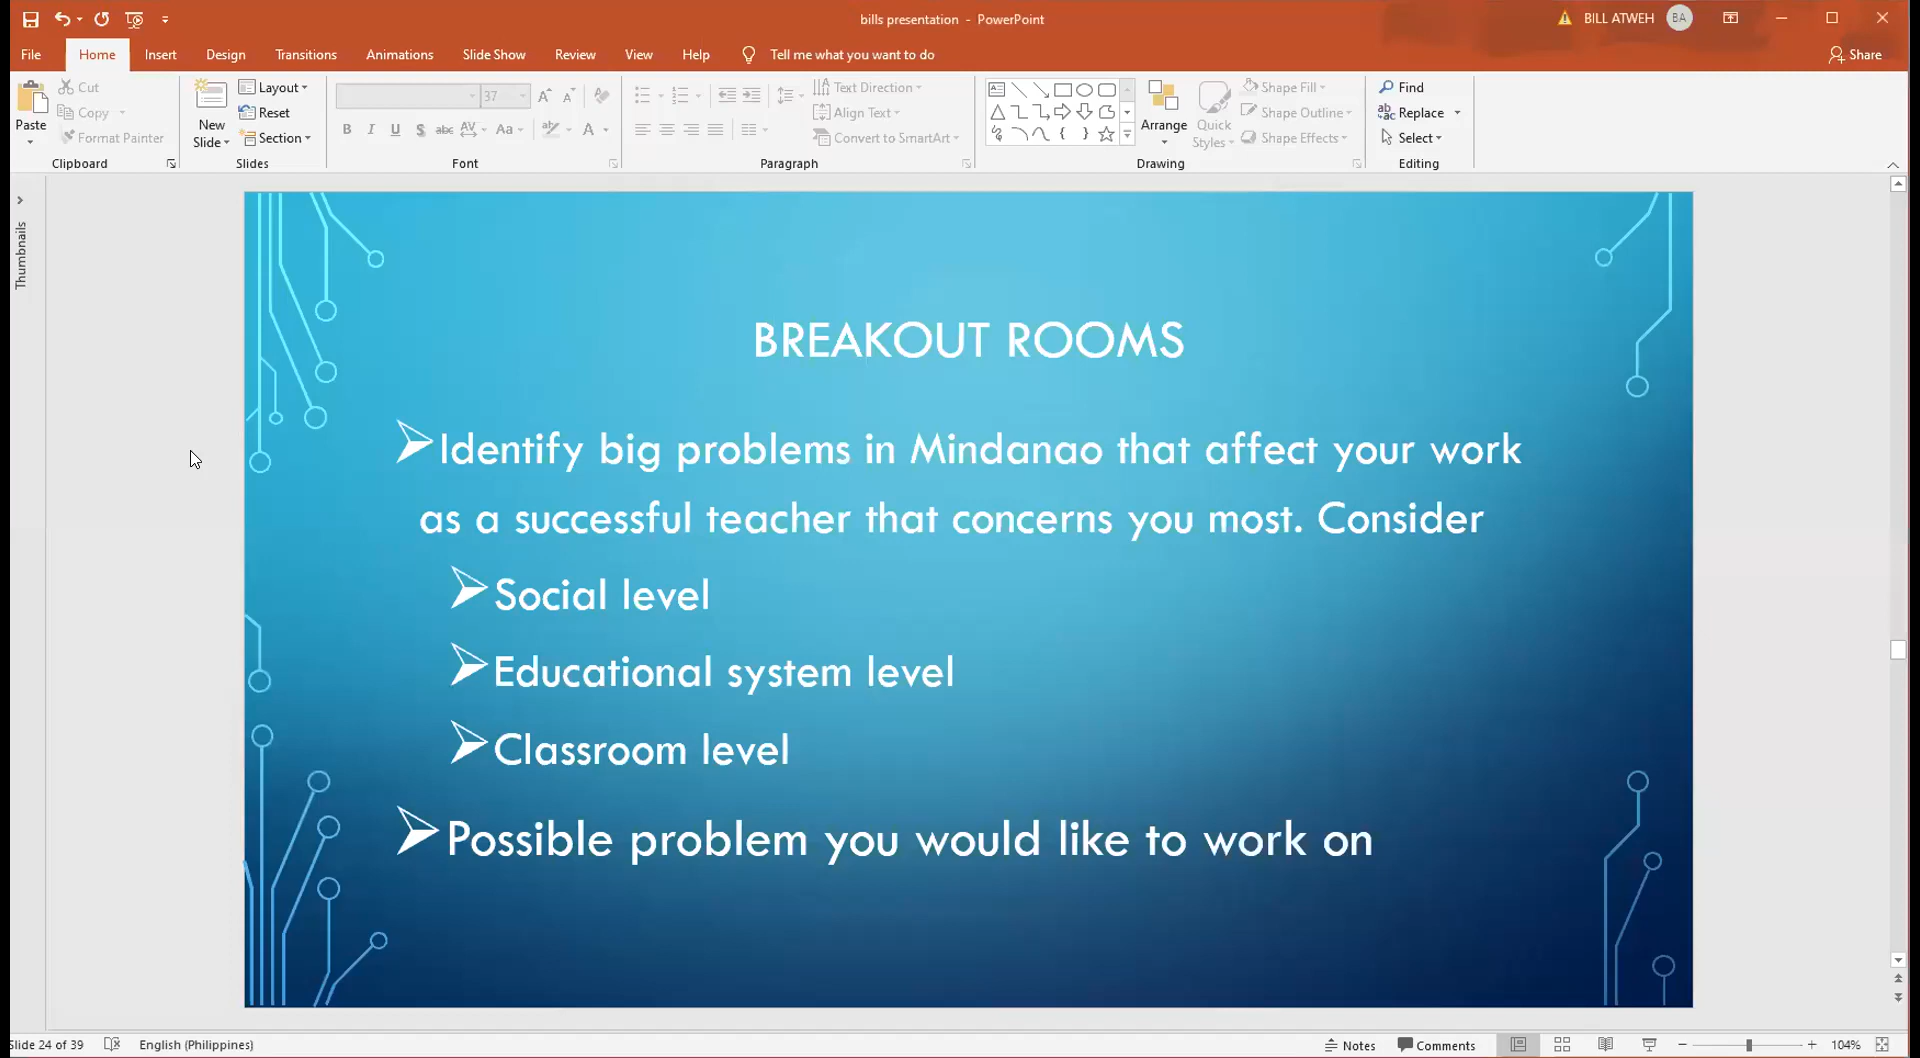 bills presentation - PowerPoint
BILL ATWEH
BA
File
Home
Insert
Design
Transitions
Animations
Slide Show
Review
View
Help
Tell me what you want to do
Share
Paste
Cut
Copy
Format Painter
Clipboard
New
Slide
Layout
Reset
Section
Slides
37
B I U S abc AV Aa A
Font
Text Direction
Align Text
Convert to SmartArt
Paragraph
Arrange
Quick
Styles
Shape Fill
Shape Outline
Shape Effects
Drawing
Find
Replace
Select
Editing
Thumbnails
BREAKOUT ROOMS
Identify big problems in Mindanao that affect your work
as a successful teacher that concerns you most. Consider
Social level
Educational system level
Classroom level
Possible problem you would like to work on
Slide 24 of 39
English (Philippines)
Notes
Comments
104%